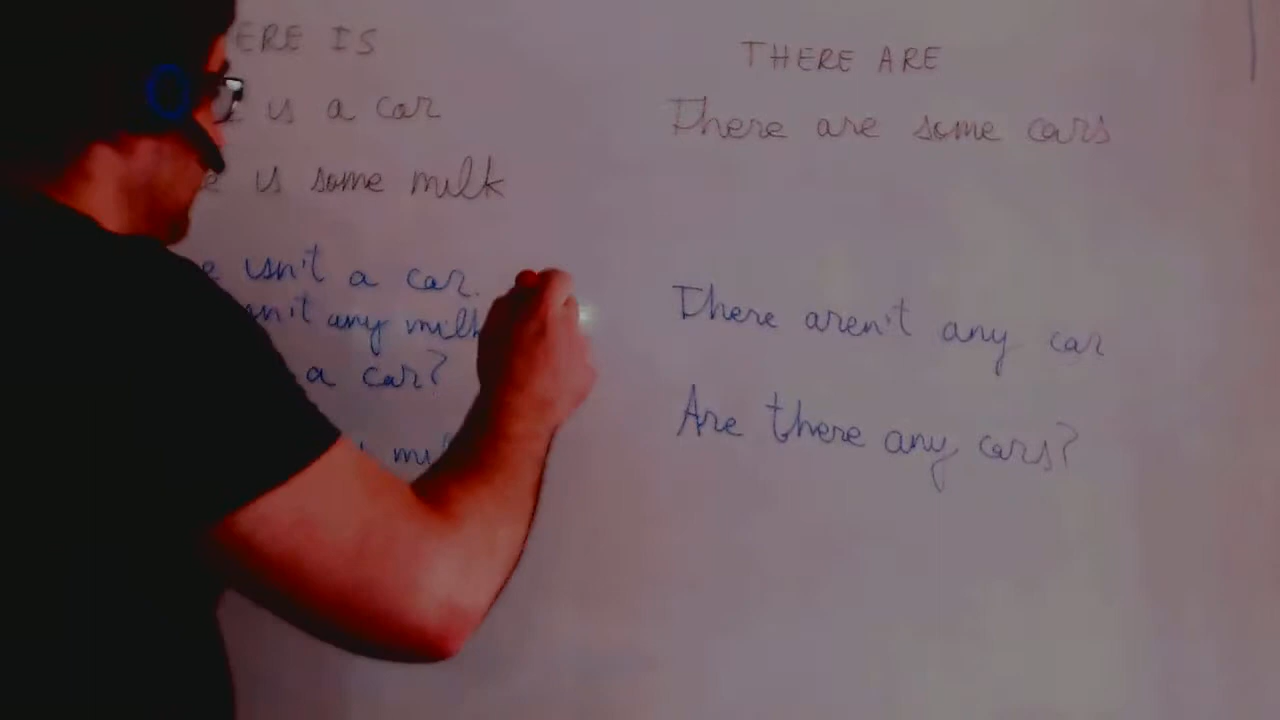 ERE IS
is a car
is some milk
isn't a car.
any milk
a car?
THERE ARE
There are some cars
There aren't any car
Are there any cars?